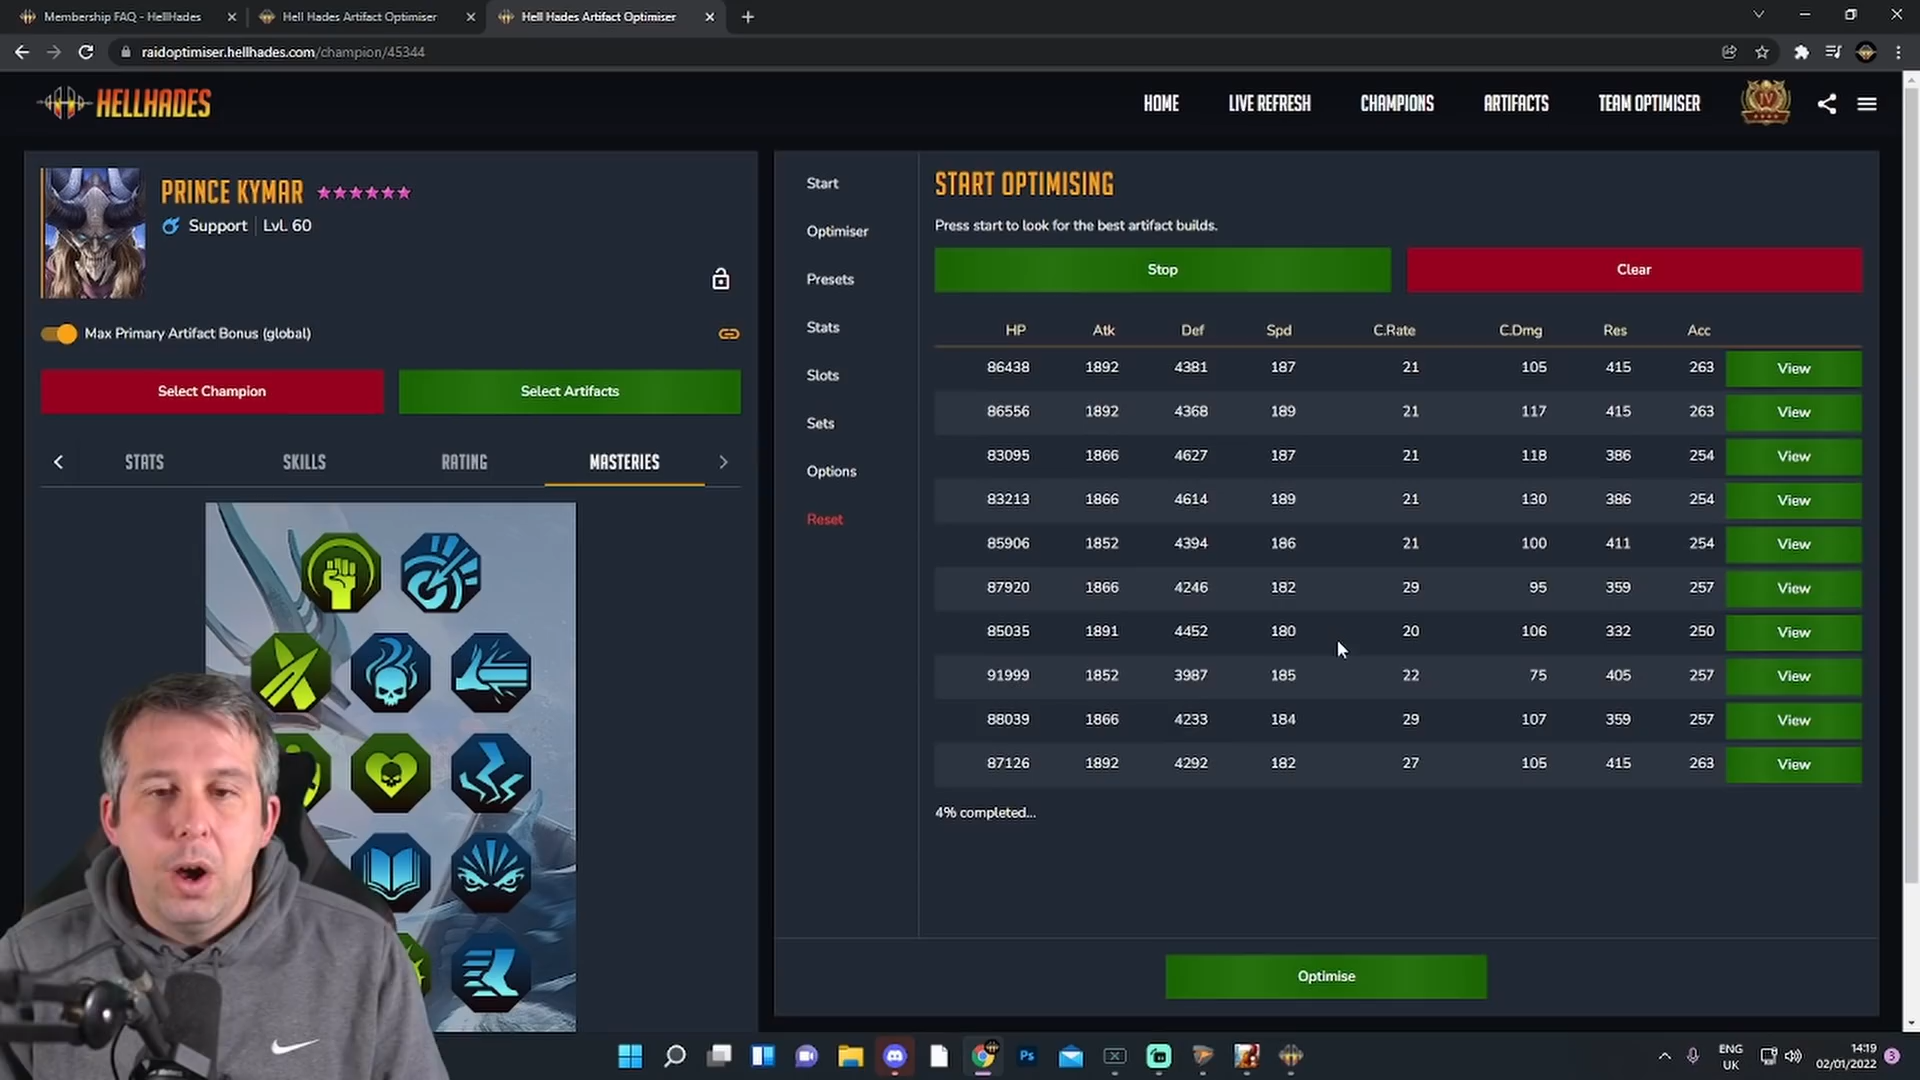 Membership FAQ - HellHades
Hell Hades Artifact Optimiser
Hell Hades Artifact Optimiser
raidoptimiser.hellhades.com/champion/45344
HELLHADES
HOME LIVE REFRESH CHAMPIONS ARTIFACTS TEAM OPTIMISER
IV
PRINCE KYMAR
Support Lvl. 60
Max Primary Artifact Bonus (global)
Select Champion Select Artifacts
STATS SKILLS RATING MASTERIES
Start
Optimiser
Presets
Stats
Slots
Sets
Options
Reset
START OPTIMISING
Press start to look for the best artifact builds.
Stop Clear
HP Atk Def Spd C.Rate C.Dmg Res Acc
86438 1892 4381 187 21 105 415 263 View
86556 1892 4368 189 21 117 415 263 View
83095 1866 4627 187 21 118 386 254 View
83213 1866 4614 189 21 130 386 254 View
85906 1852 4394 186 21 100 411 254 View
87920 1866 4246 182 29 95 359 257 View
85035 1891 4452 180 20 106 332 250 View
91999 1852 3987 185 22 75 405 257 View
88039 1866 4233 184 29 107 359 257 View
87126 1892 4292 182 27 105 415 263 View
4% completed...
Optimise
Ps
ENG
UK
14:19
02/01/2022
3